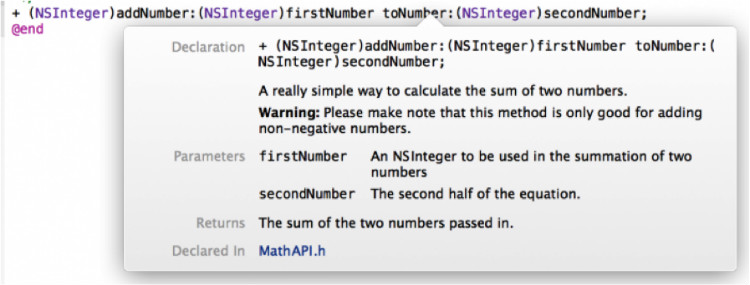 + (NSInteger)addNumber:(NSInteger)firstNumber toNumber:(NSInteger)secondNumber;
@end
Declaration + (NSInteger)addNumber:(NSInteger)firstNumber toNumber:(
NSInteger)secondNumber;
A really simple way to calculate the sum of two numbers.
Warning: Please make note that this method is only good for adding
non-negative numbers.
Parameters firstNumber An NSInteger to be used in the summation of two
numbers
secondNumber The second half of the equation.
Returns The sum of the two numbers passed in.
Declared In MathAPI.h